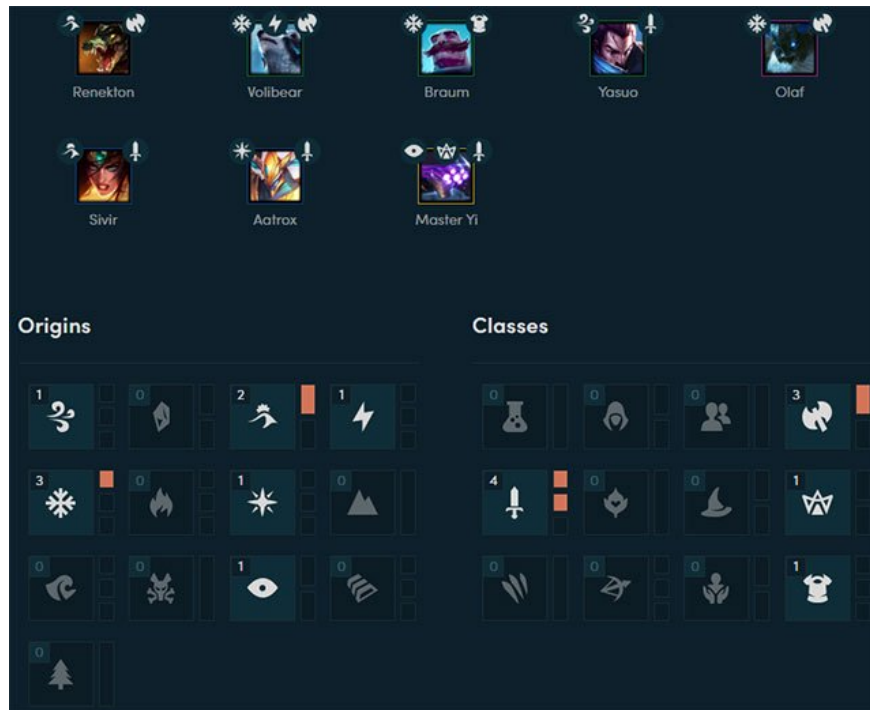 Renekton Volibear Braum Yasuo Olaf
Sivir Aatrox Master Yi
Origins Classes
1 0 2 1 0 0 0 3
3 0 1 0 4 0 0 1
0 0 1 0 0 0 0 1
0